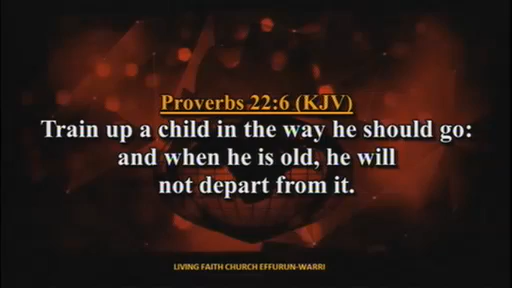 Proverbs 22:6 (KJV)
Train up a child in the way he should go:
and when he is old, he will
not depart from it.
LIVING FAITH CHURCH EFFURUN-WARRI